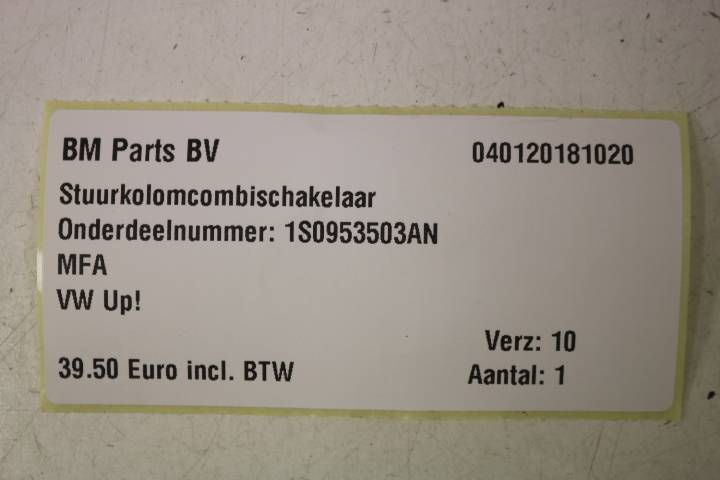 BM Parts BV 040120181020
Stuurkolomcombischakelaar
Onderdeelnummer: 1S0953503AN
MFA
VW Up!
Verz: 10
39.50 Euro incl. BTW Aantal: 1